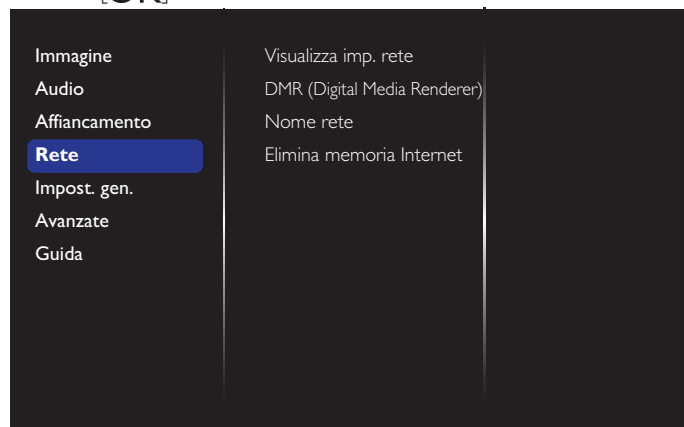 Immagine
Audio
Affiancamento
Rete
Impost. gen.
Avanzate
Guida
Visualizza imp. rete
DMR (Digital Media Renderer)
Nome rete
Elimina memoria Internet